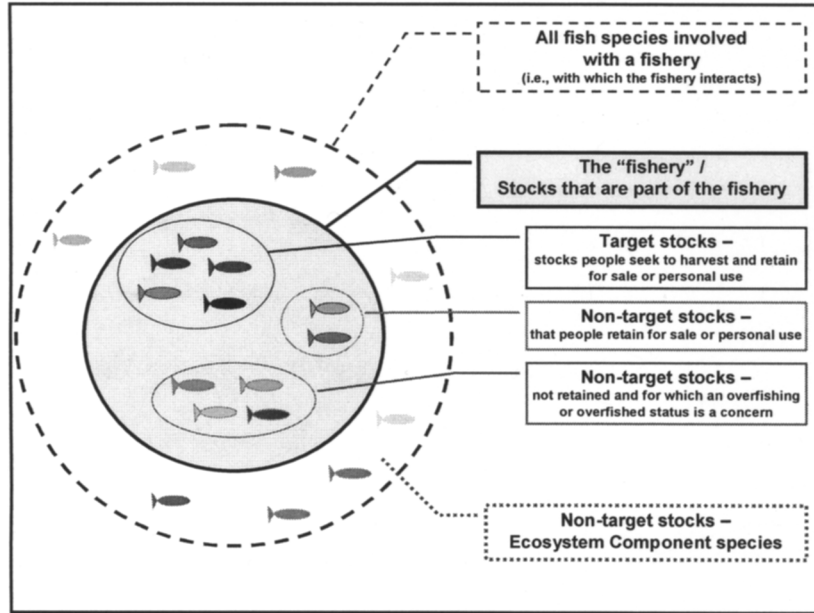 All fish species involved
with a fishery
(i.e., with which the fishery interacts)
The “fishery” /
Stocks that are part of the fishery
Target stocks –
stocks people seek to harvest and retain
for sale or personal use
Non-target stocks –
that people retain for sale or personal use
Non-target stocks –
not retained and for which an overfishing
or overfished status is a concern
Non-target stocks –
Ecosystem Component species